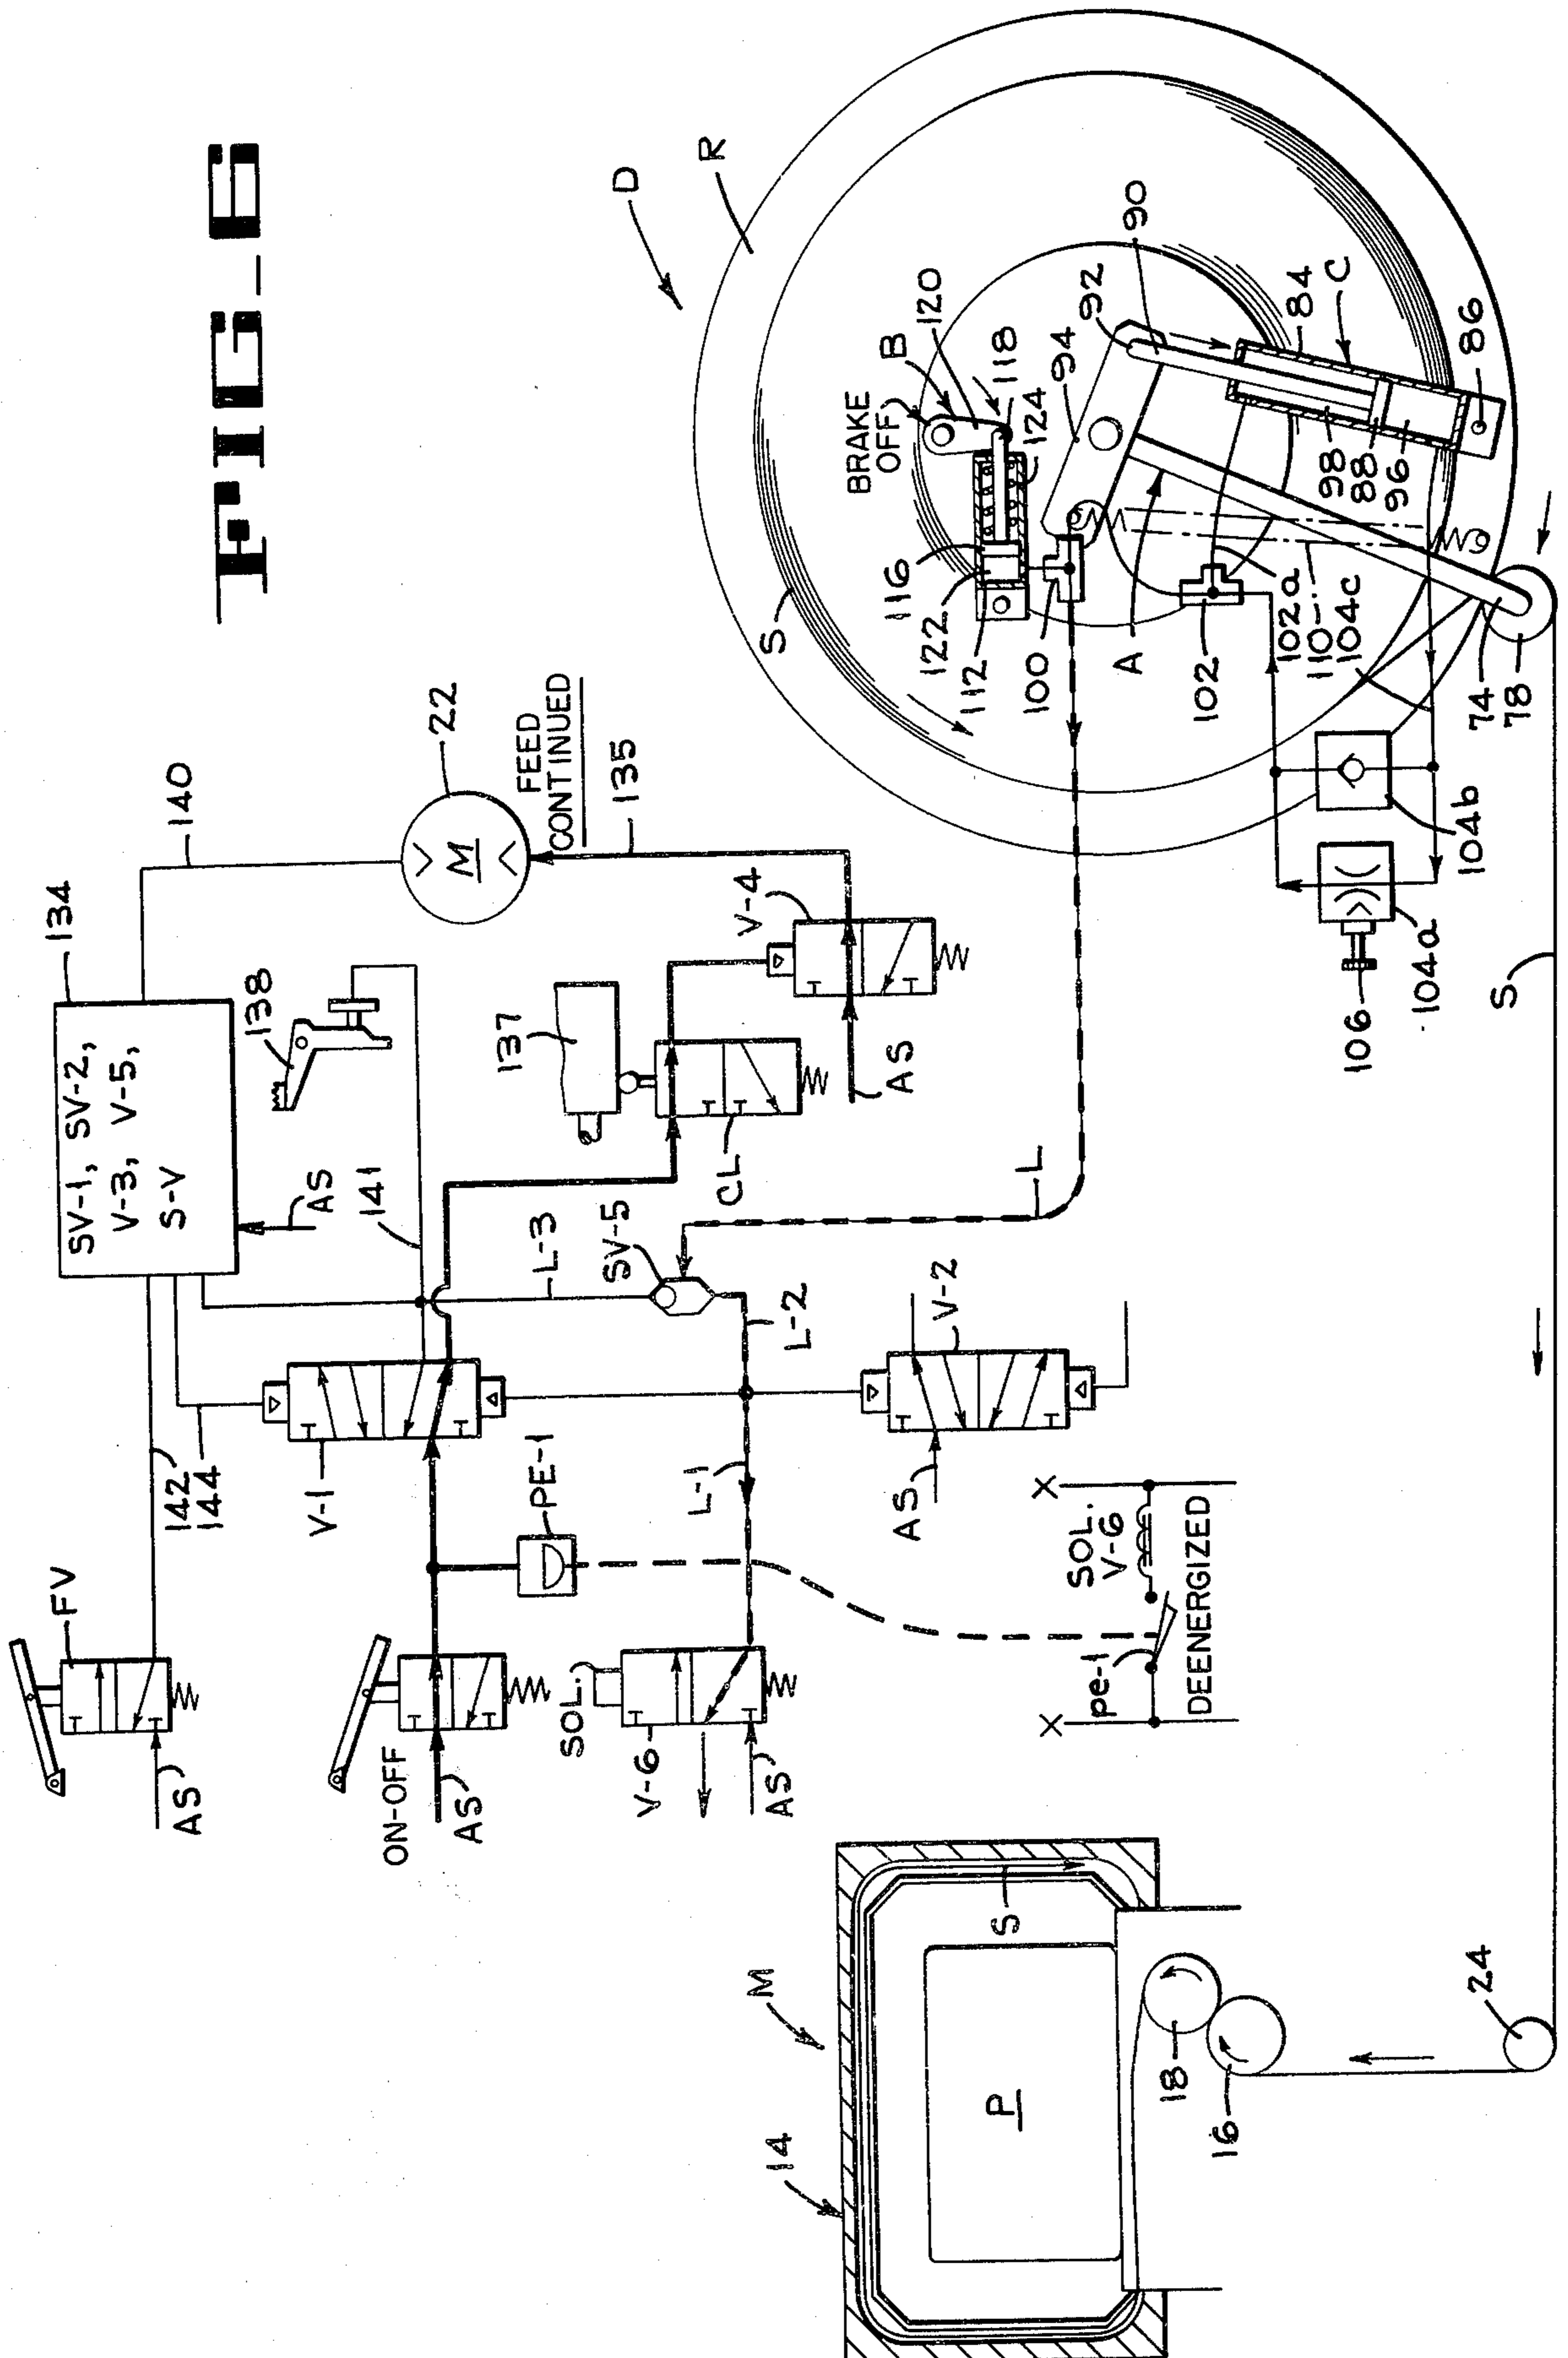 FIG_6
134
SV-1, SV-2,
V-3, V-5,
S-V
FV
AS
142
144
AS
138
140
22
M
FEED
CONTINUED
135
141
ON-OFF
AS
V-1
PE-1
L-3
SV-5
CL
137
V-4
AS
SOL.
V-6
AS
L-1
L-2
V-2
AS
L
X
X
pe-1
SOL.
V-6
DEENERGIZED
D
R
S
BRAKE
OFF
B
120
118
124
116
122
112
100
94
92
90
84
C
98
88
96
86
A
102
102a
110
104c
74
78
104b
104a
106
S
M
14
P
S
18
16
24